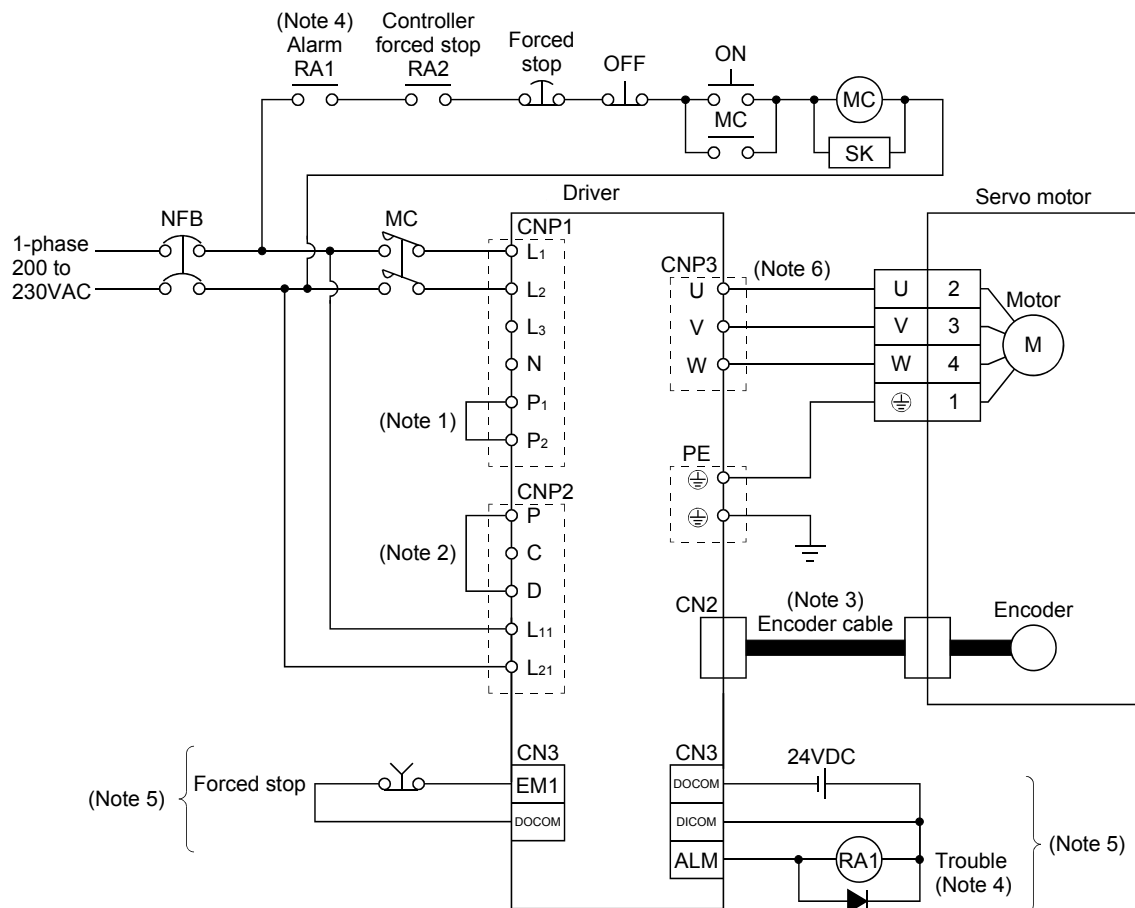 (Note 4)
Alarm
RA1
Controller
forced stop
RA2
Forced
stop
OFF
ON
MC
MC
SK
1-phase
200 to
230VAC
NFB
MC
Driver
Servo motor
CNP1
L1
L2
L3
N
P1
P2
(Note 1)
CNP2
P
C
D
L11
L21
(Note 2)
CNP3
U
V
W
(Note 6)
U 2
V 3
W 4
1
Motor
M
PE
CN2
(Note 3)
Encoder cable
Encoder
(Note 5)
Forced stop
CN3
EM1
DOCOM
CN3
DOCOM
DICOM
ALM
24VDC
RA1
Trouble
(Note 4)
(Note 5)